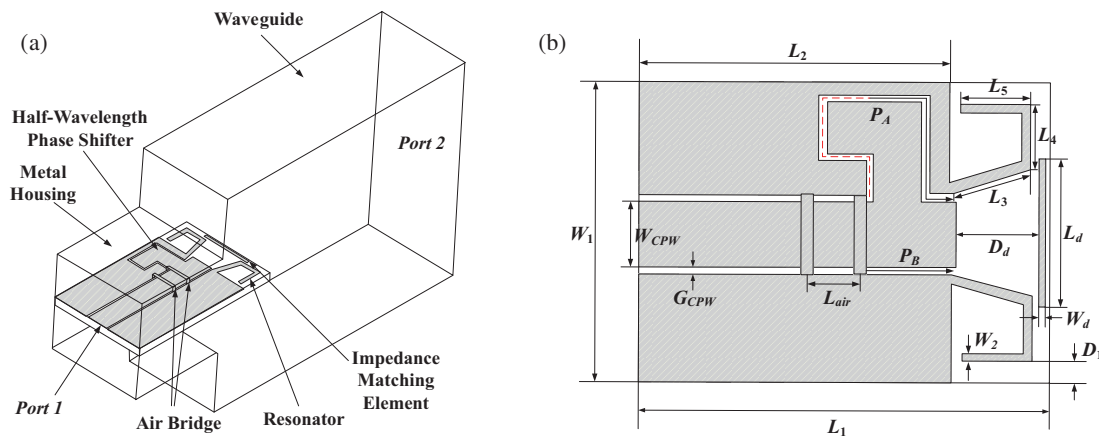 (a)
Waveguide
Half-Wavelength
Phase Shifter
Metal
Housing
Port 2
Port 1
Air Bridge
Resonator
Impedance
Matching
Element
(b)
L2
L5
PA
L4
L3
W1
WCPW
Dd
Ld
PB
GCPW
Lair
Wd
W2
D1
L1